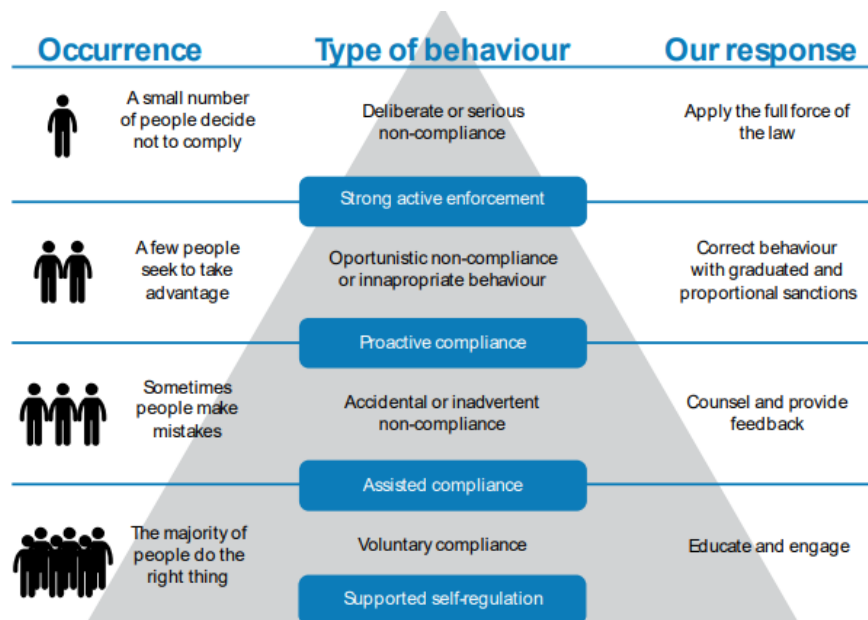 Occurrence
Type of behaviour
Our response
A small number
of people decide
not to comply
Deliberate or serious
non-compliance
Apply the full force of
the law
Strong active enforcement
A few people
seek to take
advantage
Oportunistic non-compliance
or innapropriate behaviour
Correct behaviour
with graduated and
proportional sanctions
Proactive compliance
Sometimes
people make
mistakes
Accidental or inadvertent
non-compliance
Counsel and provide
feedback
Assisted compliance
The majority of
people do the
right thing
Voluntary compliance
Educate and engage
Supported self-regulation